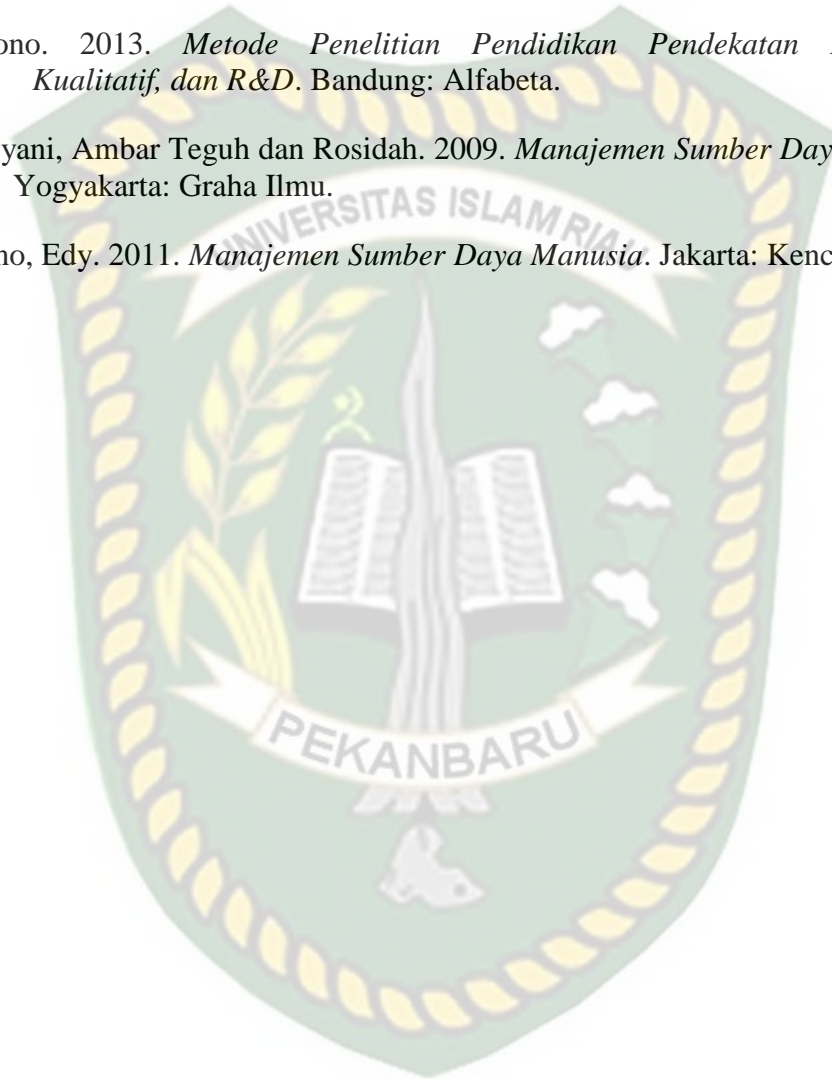 ono. 2013. Metode Penelitian Pendidikan Pendekatan
Kualitatif, dan R&D. Bandung: Alfabeta.
yani, Ambar Teguh dan Rosidah. 2009. Manajemen Sumber Day
Yogyakarta: Graha Ilmu.
no, Edy. 2011. Manajemen Sumber Daya Manusia. Jakarta: Kenc
UNIVERSITAS ISLAM RIAU
PEKANBARU